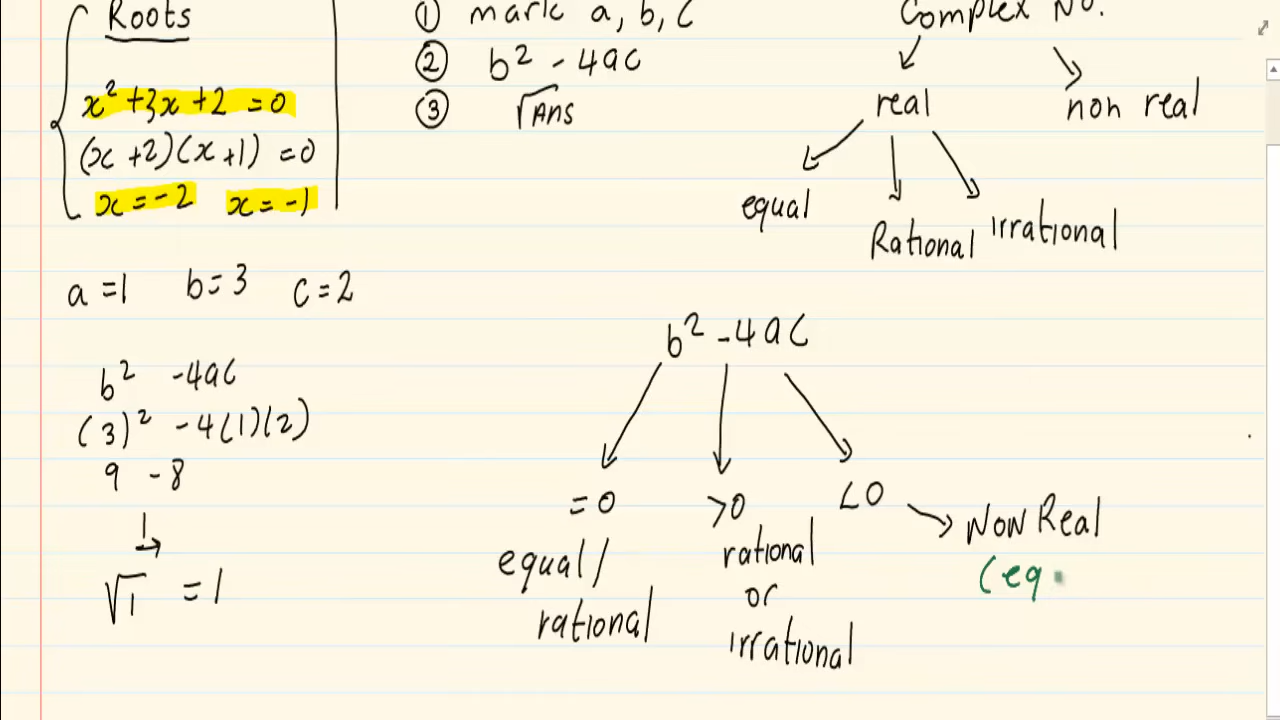 Roots
x² +3x +2 = 0
(x +2)(x +1) = 0
x = -2 x = -1
a =1 b= 3 c = 2
b² -4ac
(3)² -4(1)(2)
9 - 8
1
√1 = 1
① mark a, b, c
② b² - 4ac
③ √Ans
Complex No.
real non real
equal Rational irrational
b² -4ac
=0 >0 <0 Non Real
equal/ rational (eq
rational or
irrational